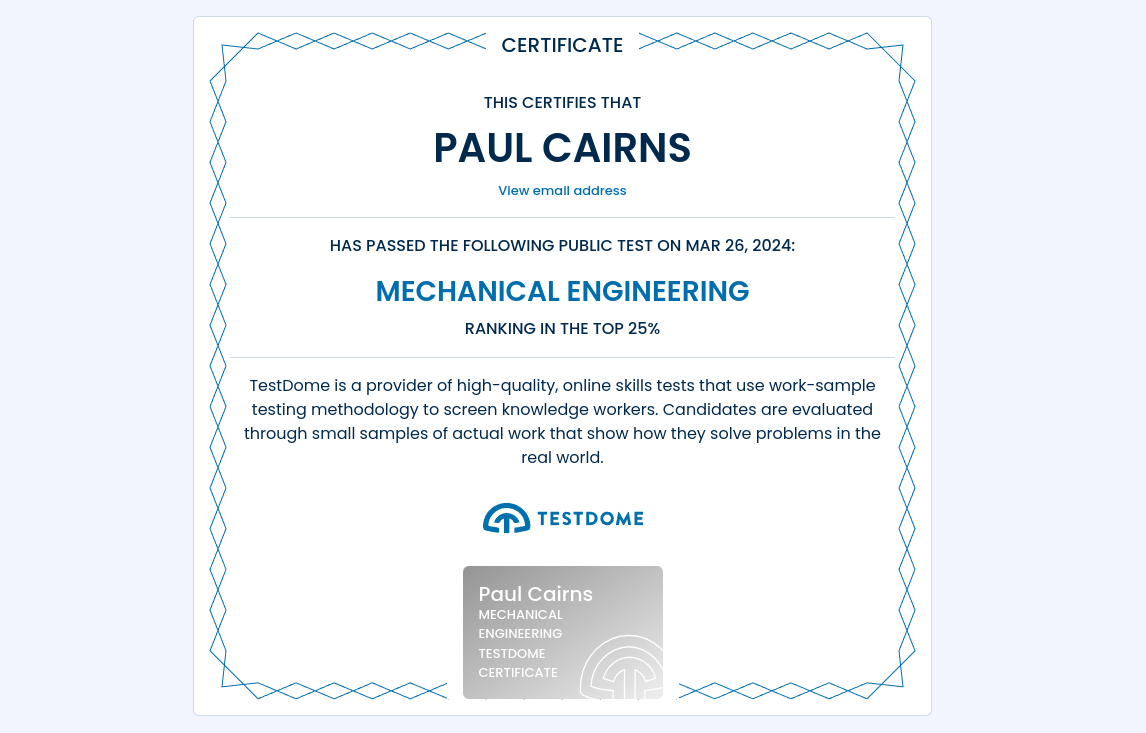 CERTIFICATE
THIS CERTIFIES THAT
PAUL CAIRNS
View email address
HAS PASSED THE FOLLOWING PUBLIC TEST ON MAR 26, 2024:
MECHANICAL ENGINEERING
RANKING IN THE TOP 25%
TestDome is a provider of high-quality, online skills tests that use work-sample
testing methodology to screen knowledge workers. Candidates are evaluated
through small samples of actual work that show how they solve problems in the
real world.
TESTDOME
Paul Cairns
MECHANICAL
ENGINEERING
TESTDOME
CERTIFICATE